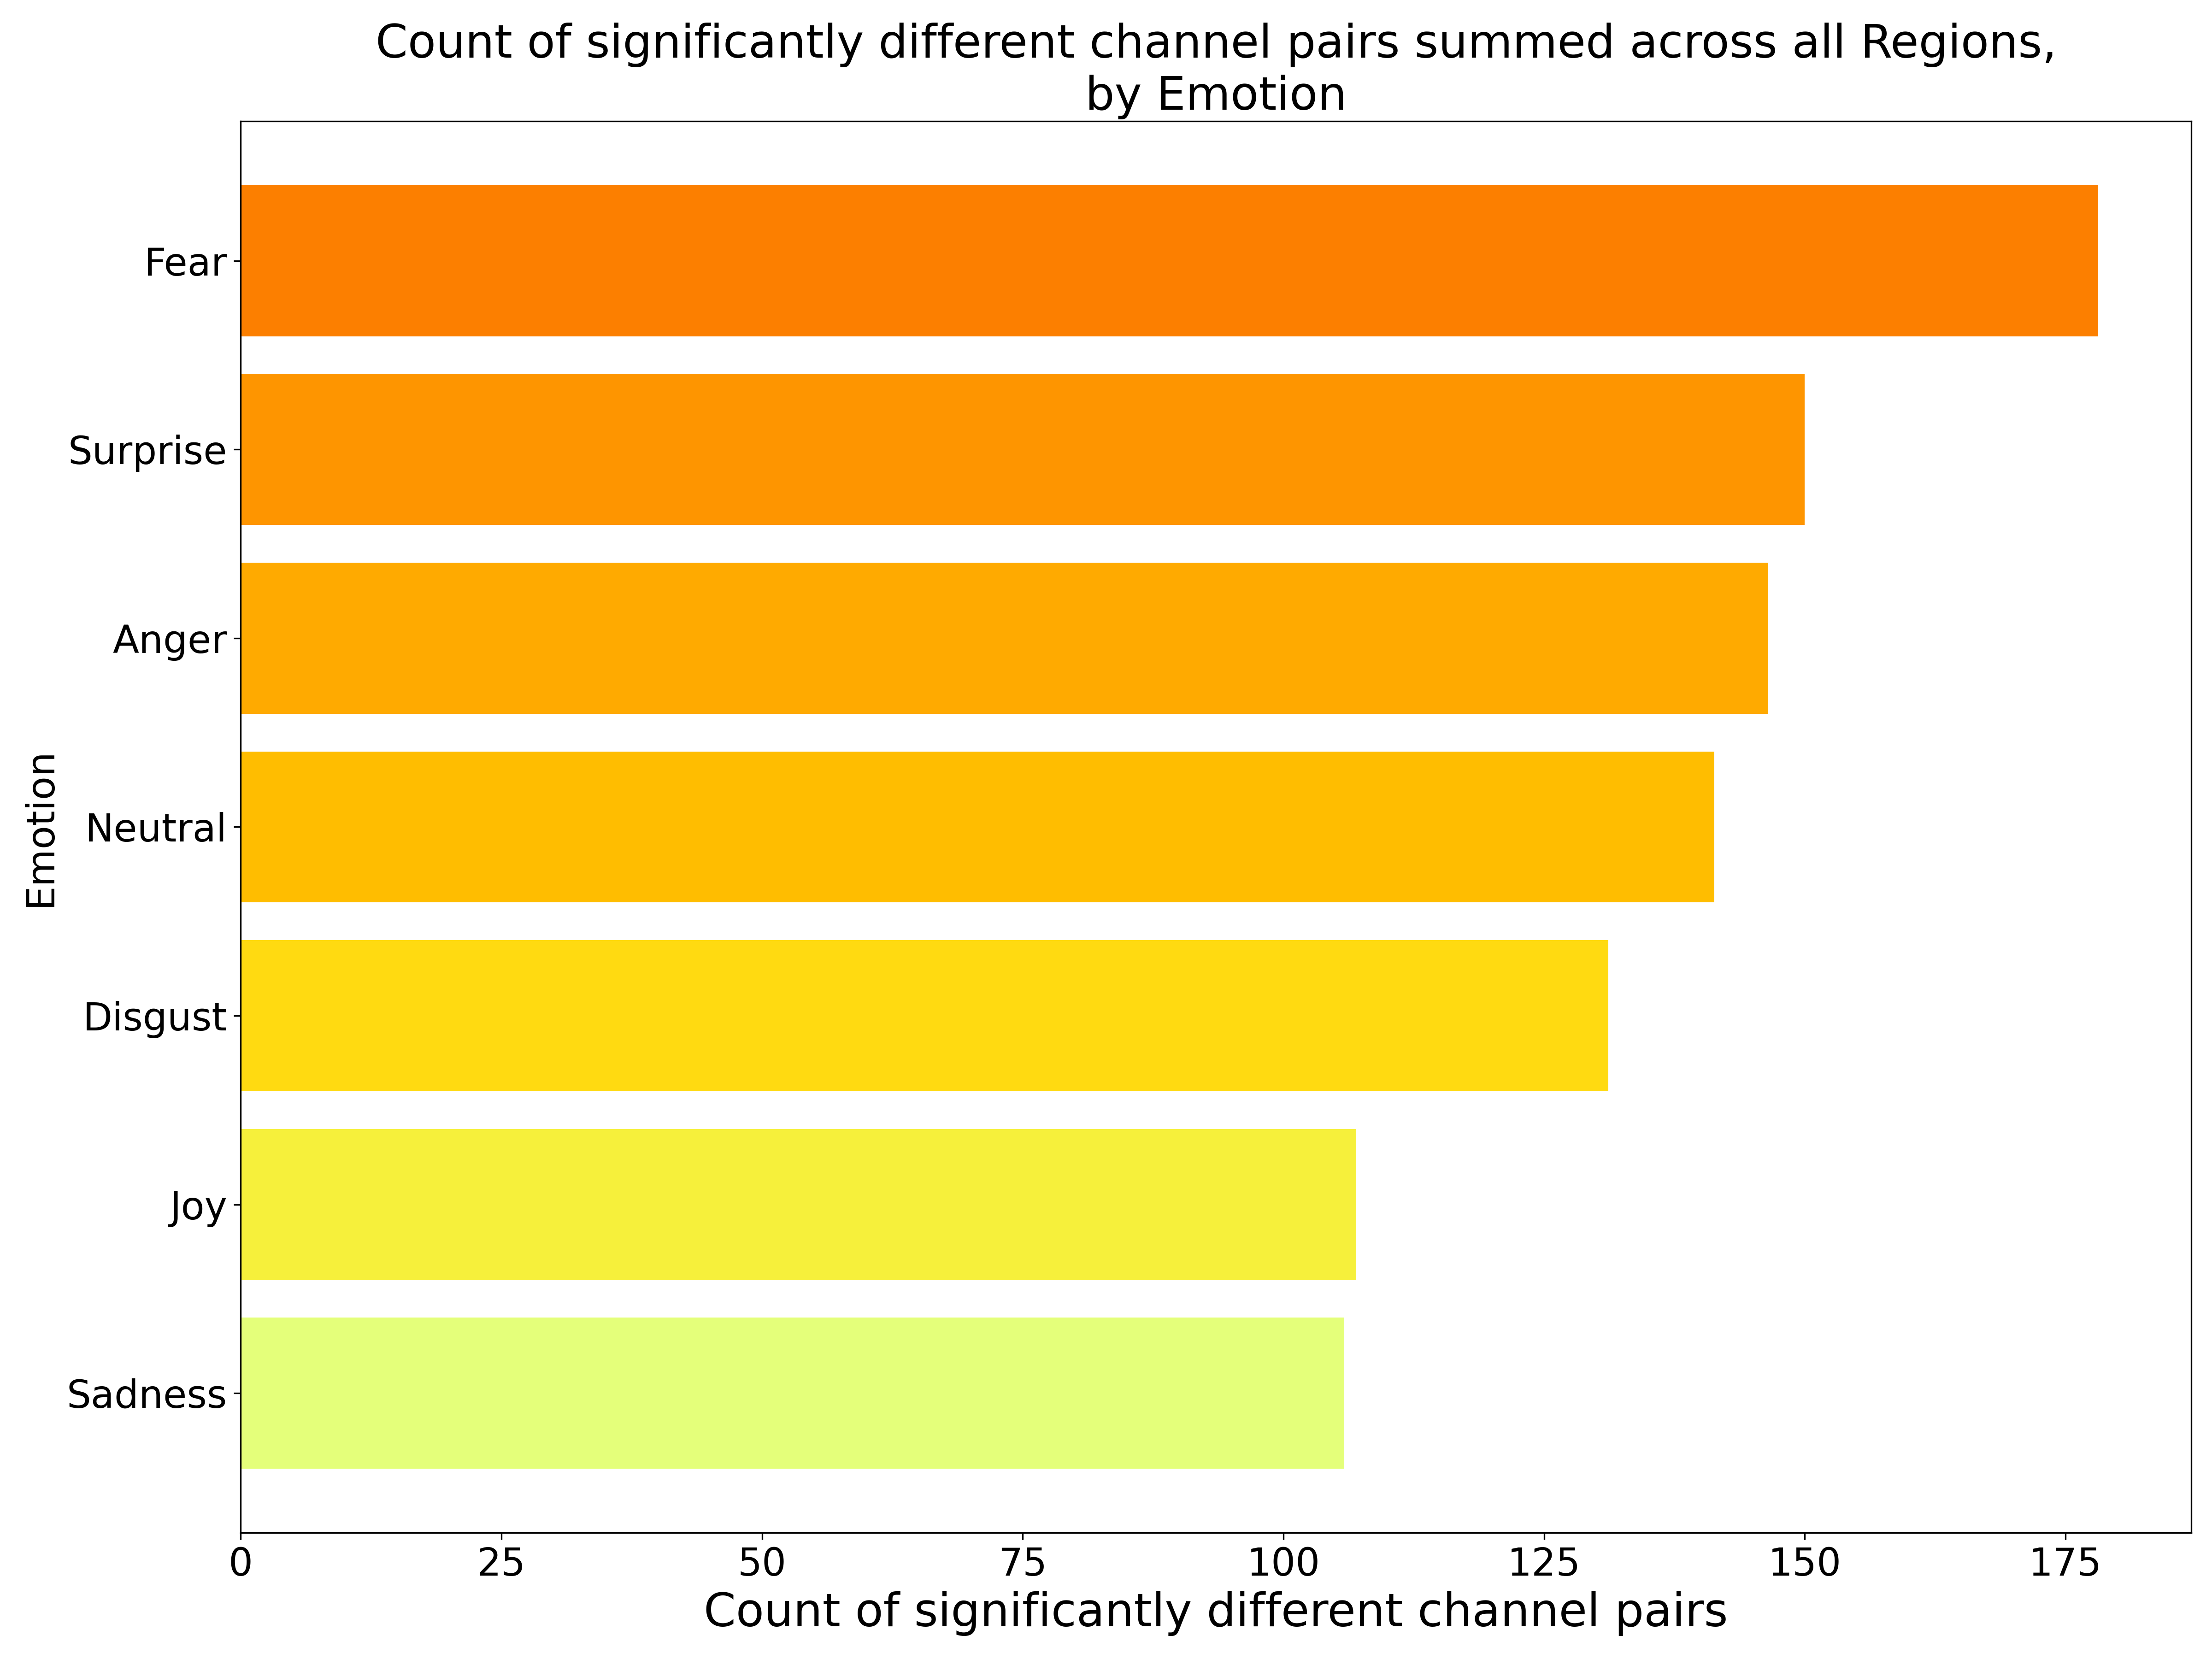 Count of significantly different channel pairs summed across all Regions,
by Emotion
Emotion
Fear
Surprise
Anger
Neutral
Disgust
Joy
Sadness
0 25 50 75 100 125 150 175
Count of significantly different channel pairs